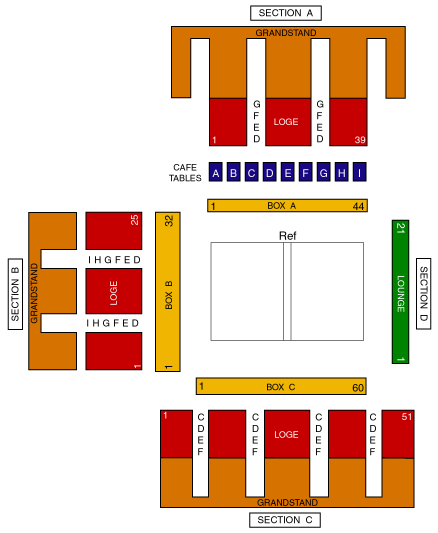 SECTION A
GRANDSTAND
G G
F F
E LOGE E
D D
1 39
CAFE
TABLES
A B C D E F G H I
1 BOX A 44
Ref
SECTION B
GRANDSTAND
25
I H G F E D
LOGE
I H G F E D
1
32
BOX B
1
21
LOUNGE
1
SECTION D
1 BOX C 60
1 51
C C C C
D D D D
E E LOGE E E
F F F F
GRANDSTAND
SECTION C